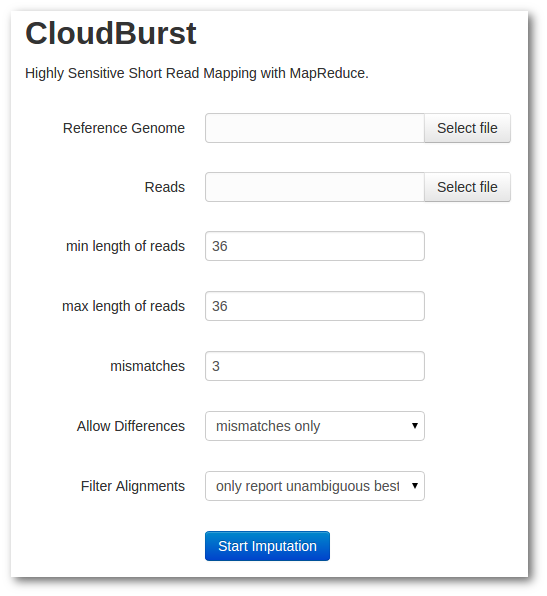 CloudBurst
Highly Sensitive Short Read Mapping with MapReduce.
Reference Genome Select file
Reads Select file
min length of reads 36
max length of reads 36
mismatches 3
Allow Differences mismatches only
Filter Alignments only report unambiguous best
Start Imputation